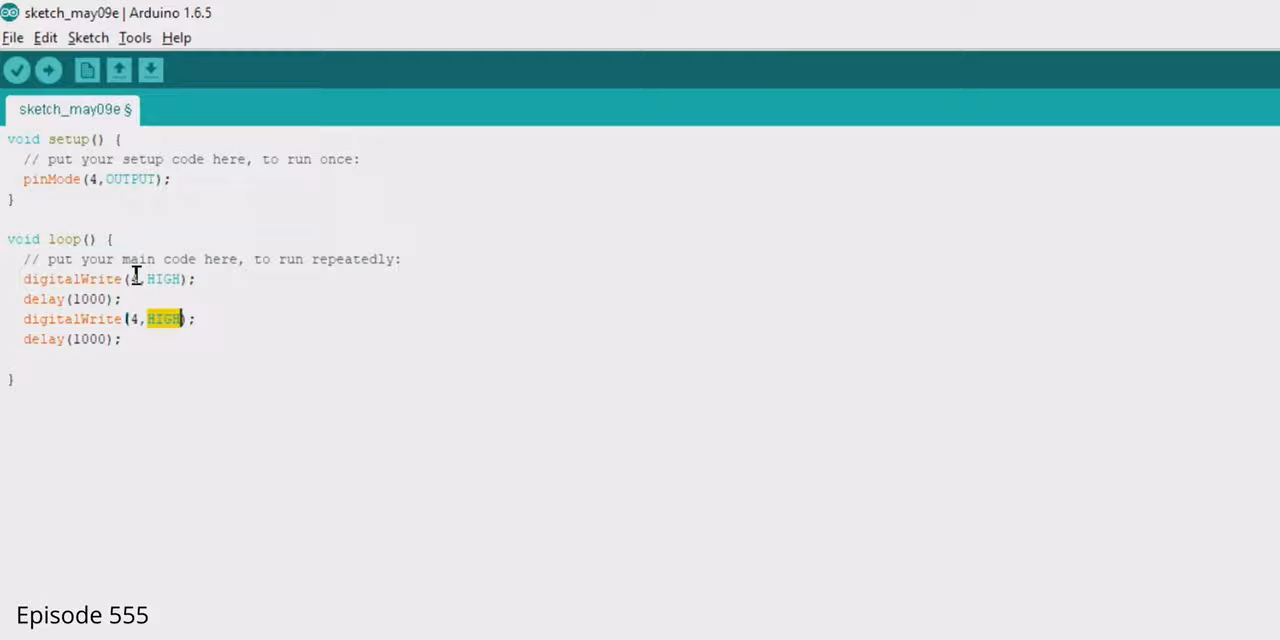 sketch_may09e | Arduino 1.6.5
File Edit Sketch Tools Help
sketch_may09e §
void setup() {
// put your setup code here, to run once:
pinMode(4,OUTPUT);
}
void loop() {
// put your main code here, to run repeatedly:
digitalWrite(4,HIGH);
delay(1000);
digitalWrite(4,HIGH);
delay(1000);
}
Episode 555